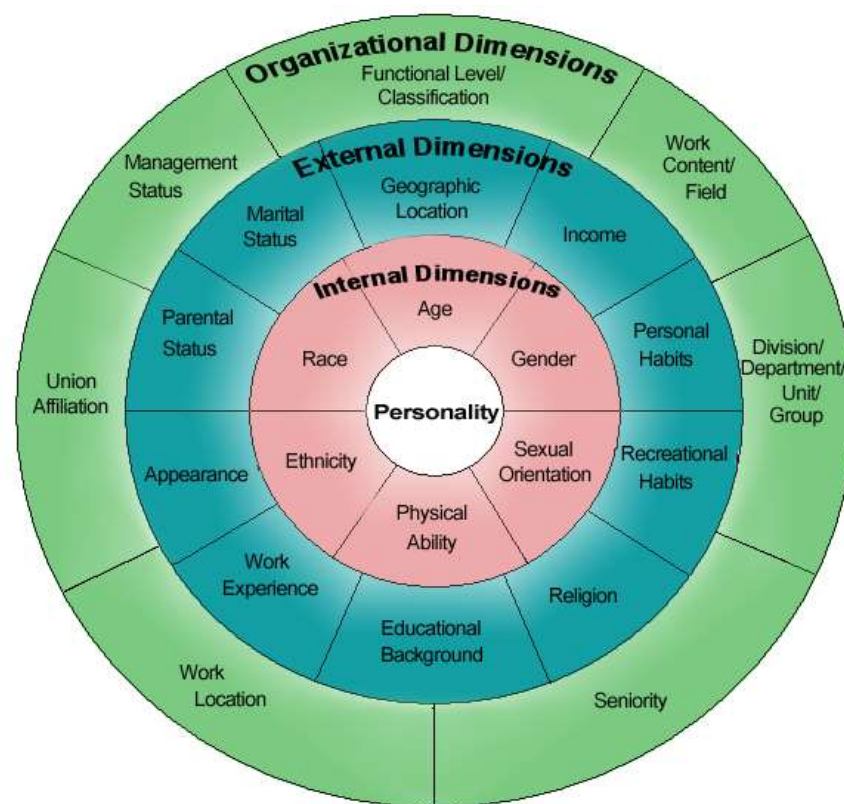 Organizational Dimensions
Functional Level/
Classification
Management
Status
Work
Content/
Field
External Dimensions
Geographic
Location
Marital
Status
Income
Internal Dimensions
Age
Parental
Status
Personal
Habits
Race
Gender
Division/
Department/
Unit/
Group
Union
Affiliation
Personality
Appearance
Ethnicity
Sexual
Orientation
Recreational
Habits
Physical
Ability
Work
Experience
Religion
Educational
Background
Work
Location
Seniority